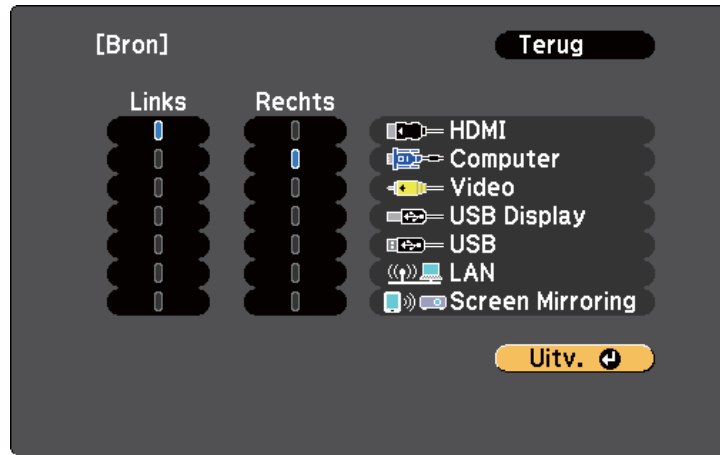 [Bron] Terug
Links Rechts
HDMI
Computer
Video
USB Display
USB
LAN
Screen Mirroring
Uitv.